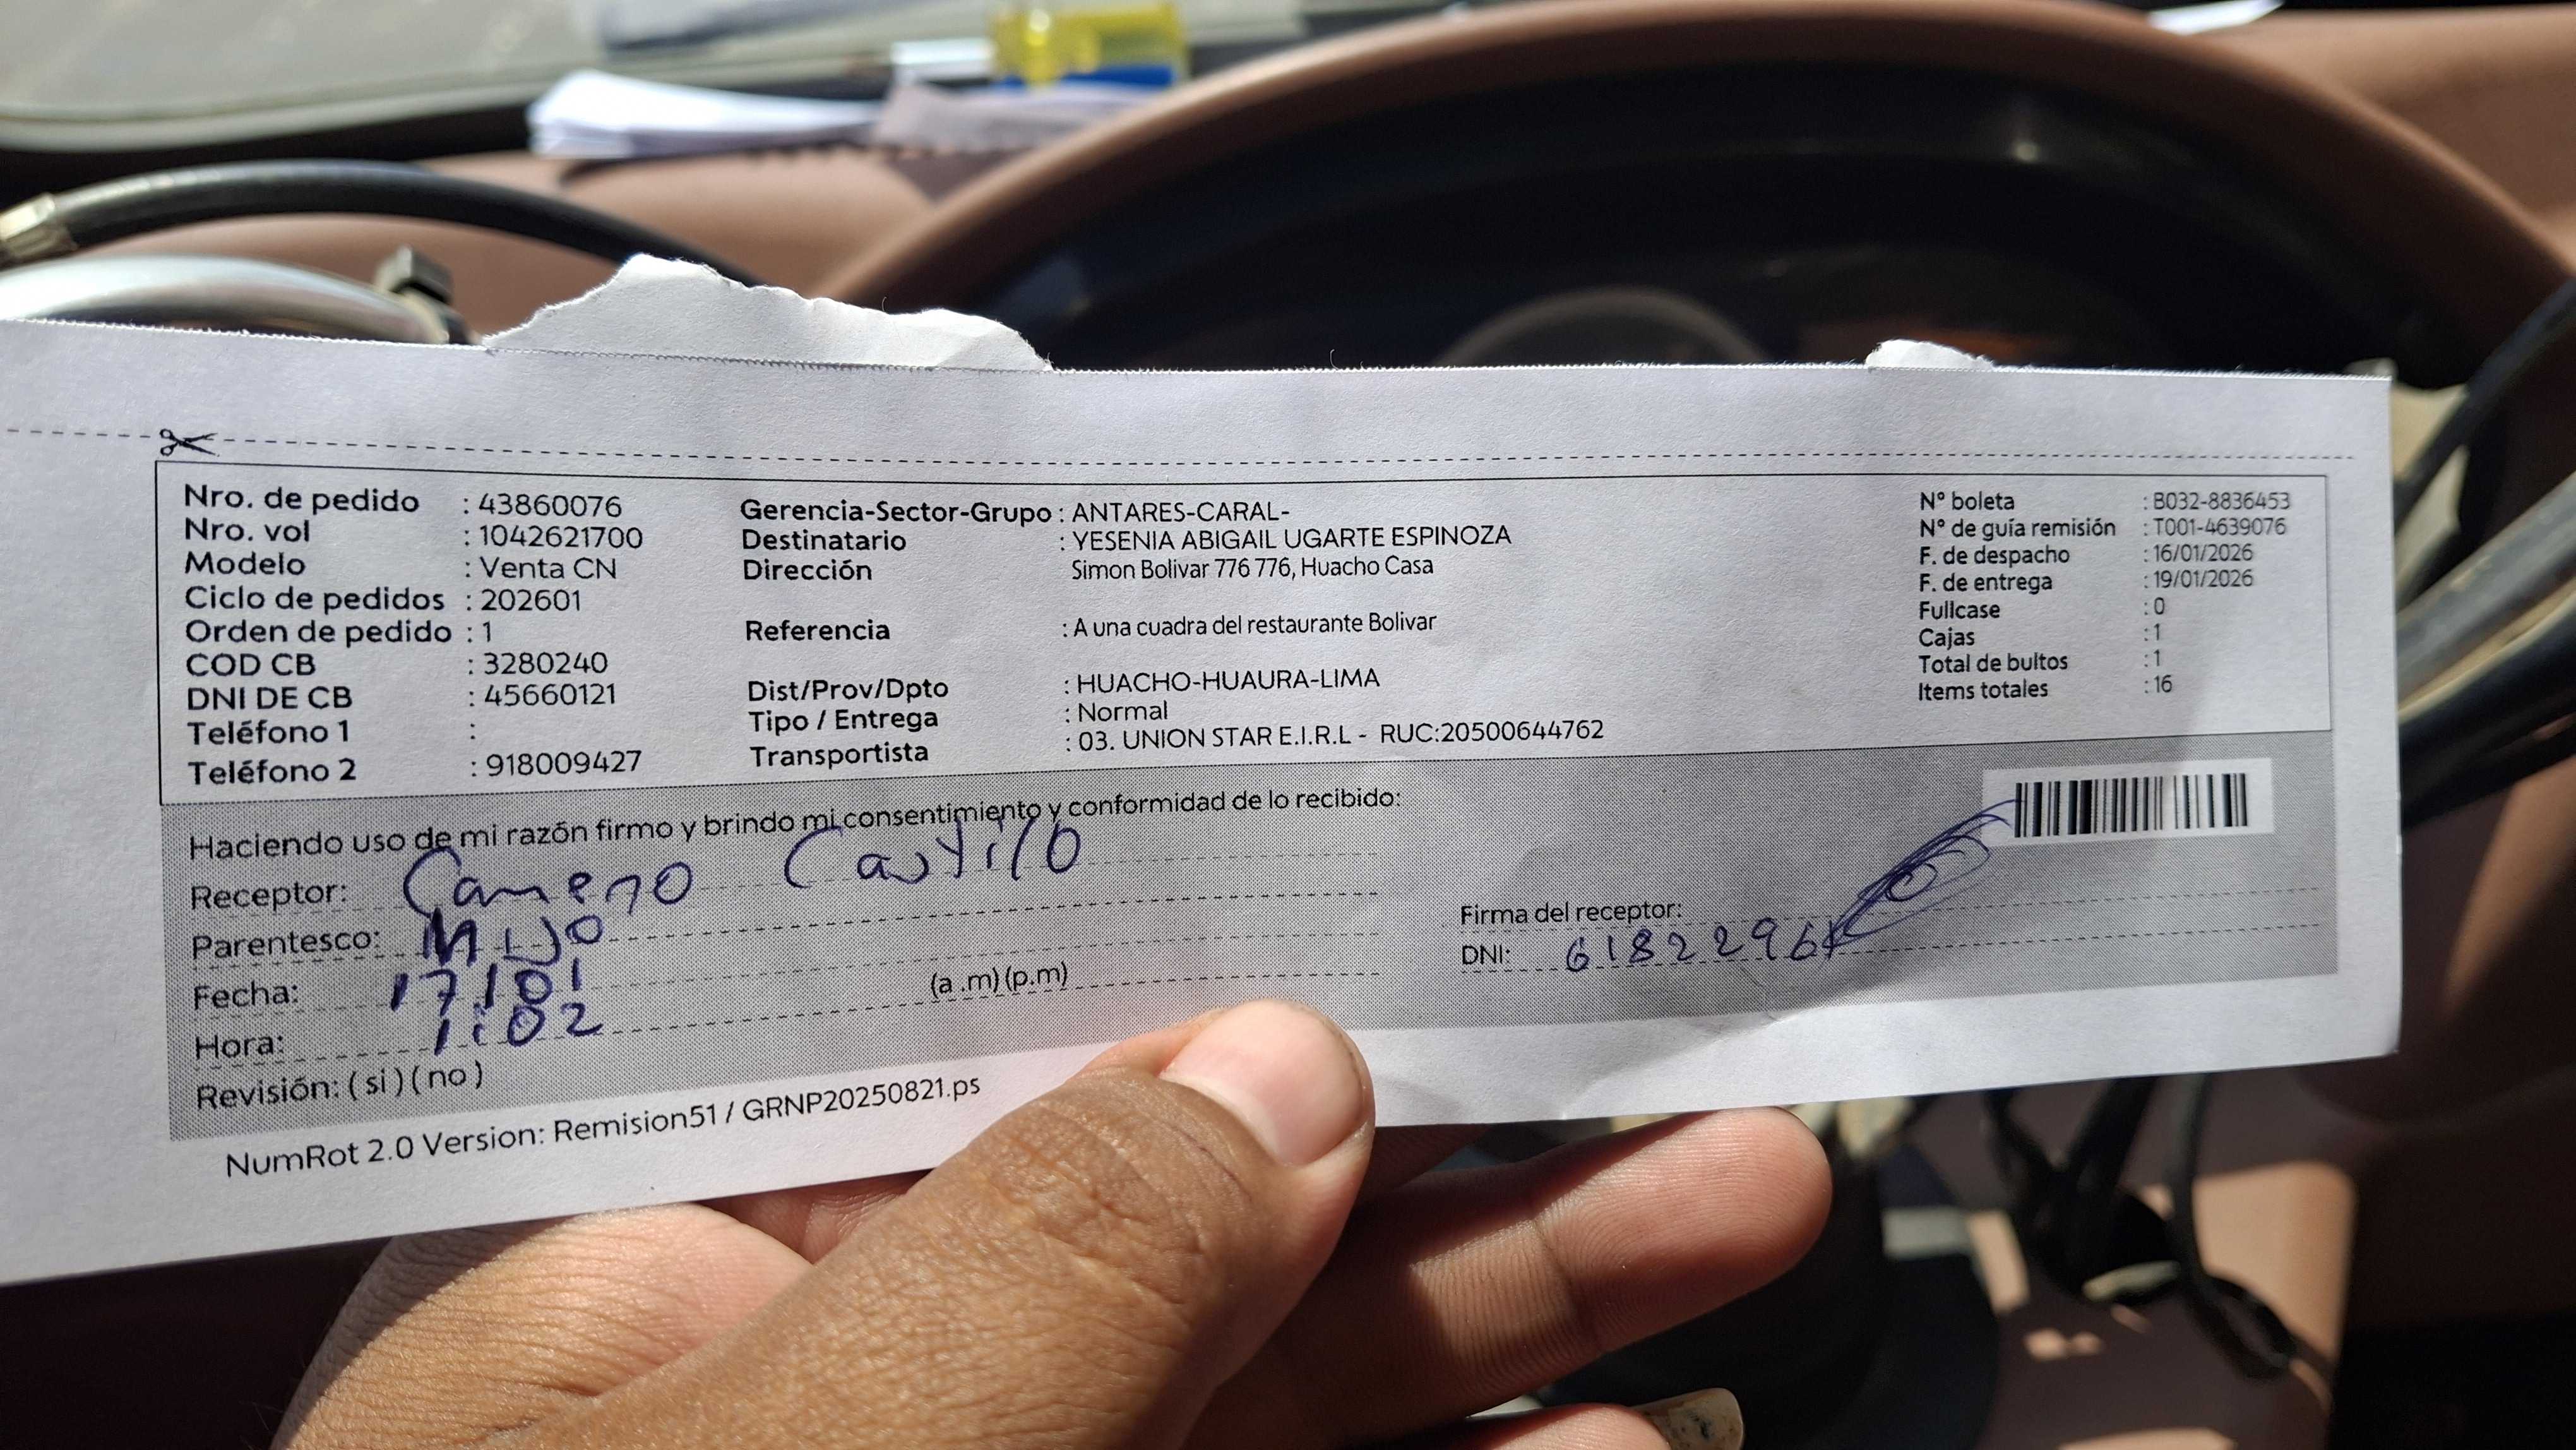 Nro. de pedido : 43860076
Nro. vol : 1042621700
Modelo : Venta CN
Ciclo de pedidos : 202601
Orden de pedido : 1
COD CB : 3280240
DNI DE CB : 45660121
Teléfono 1 :
Teléfono 2 : 918009427
Gerencia-Sector-Grupo : ANTARES-CARAL-
Destinatario : YESENIA ABIGAIL UGARTE ESPINOZA
Dirección Simon Bolivar 776 776, Huacho Casa
Referencia : A una cuadra del restaurante Bolivar
Dist/Prov/Dpto : HUACHO-HUAURA-LIMA
Tipo / Entrega : Normal
Transportista : 03. UNION STAR E.I.R.L - RUC:20500644762
N° boleta : B032-8836453
N° de guía remisión : T001-4639076
F. de despacho : 16/01/2026
F. de entrega : 19/01/2026
Fullcase : 0
Cajas : 1
Total de bultos : 1
Items totales : 16
Haciendo uso de mi razón firmo y brindo mi consentimiento y conformidad de lo recibido:
Receptor: Castilo
Parentesco:
Fecha: 17/01
Hora: 1:02 (a .m) (p.m)
Revisión: ( si ) ( no )
Firma del receptor:
DNI: 6182296
NumRot 2.0 Version: Remision51 / GRNP20250821.ps